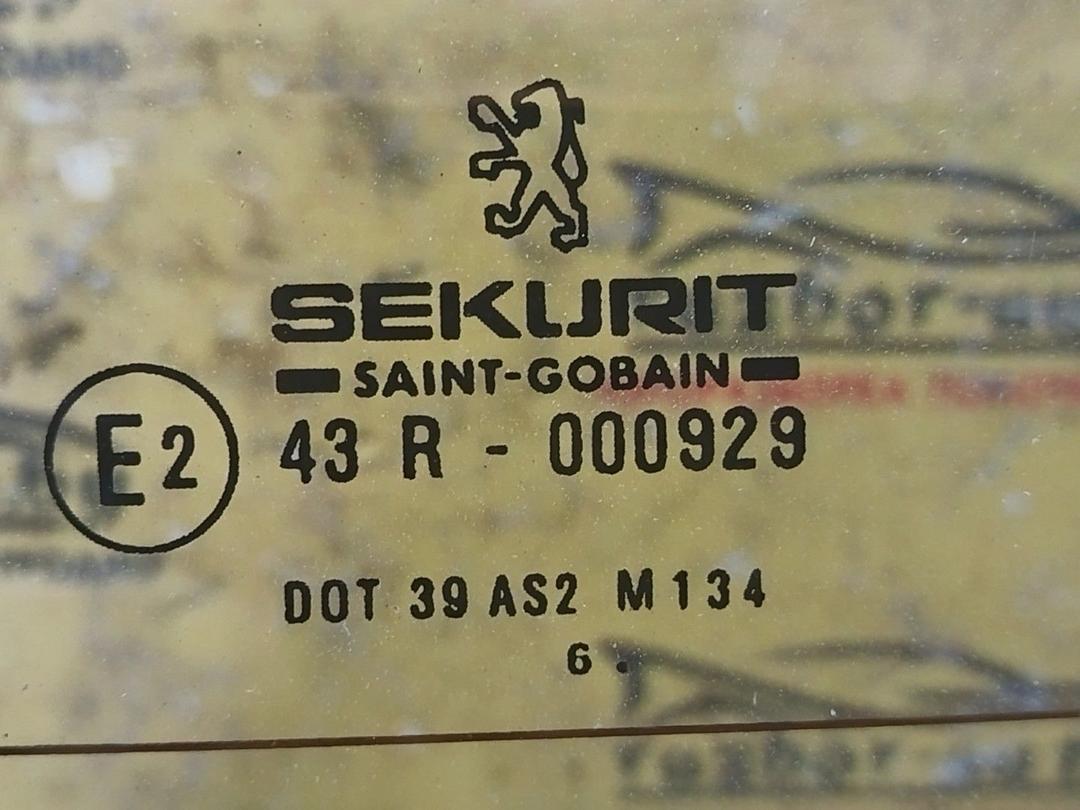 SEKURIT
SAINT-GOBAIN
E2 43 R - 000929
DOT 39 AS2 M134
6 .